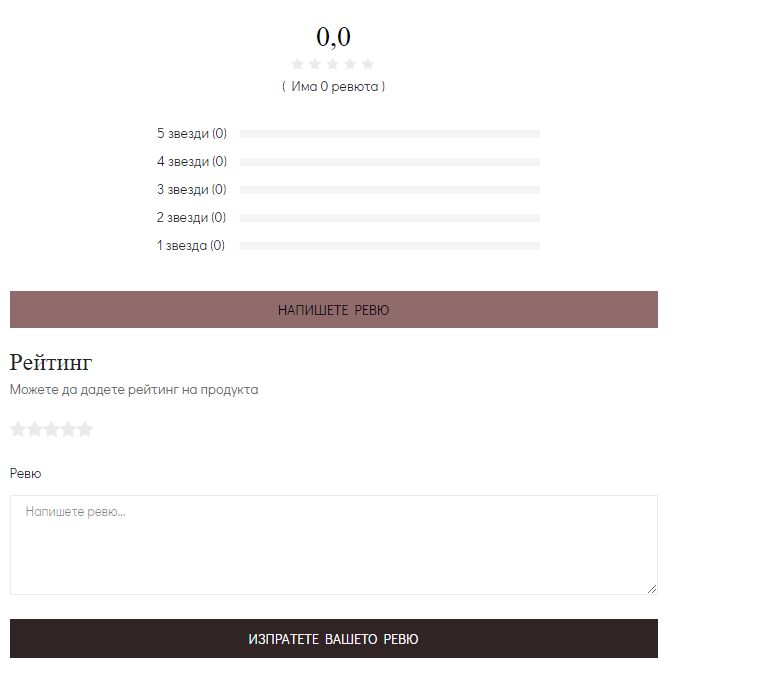 0,0
( Има 0 ревюта )
5 звезди (0)
4 звезди (0)
3 звезди (0)
2 звезди (0)
1 звезда (0)
НАПИШЕТЕ РЕВЮ
Рейтинг
Можете да дадете рейтинг на продукта
Ревю
Напишете ревю...
ИЗПРАТЕТЕ ВАШЕТО РЕВЮ